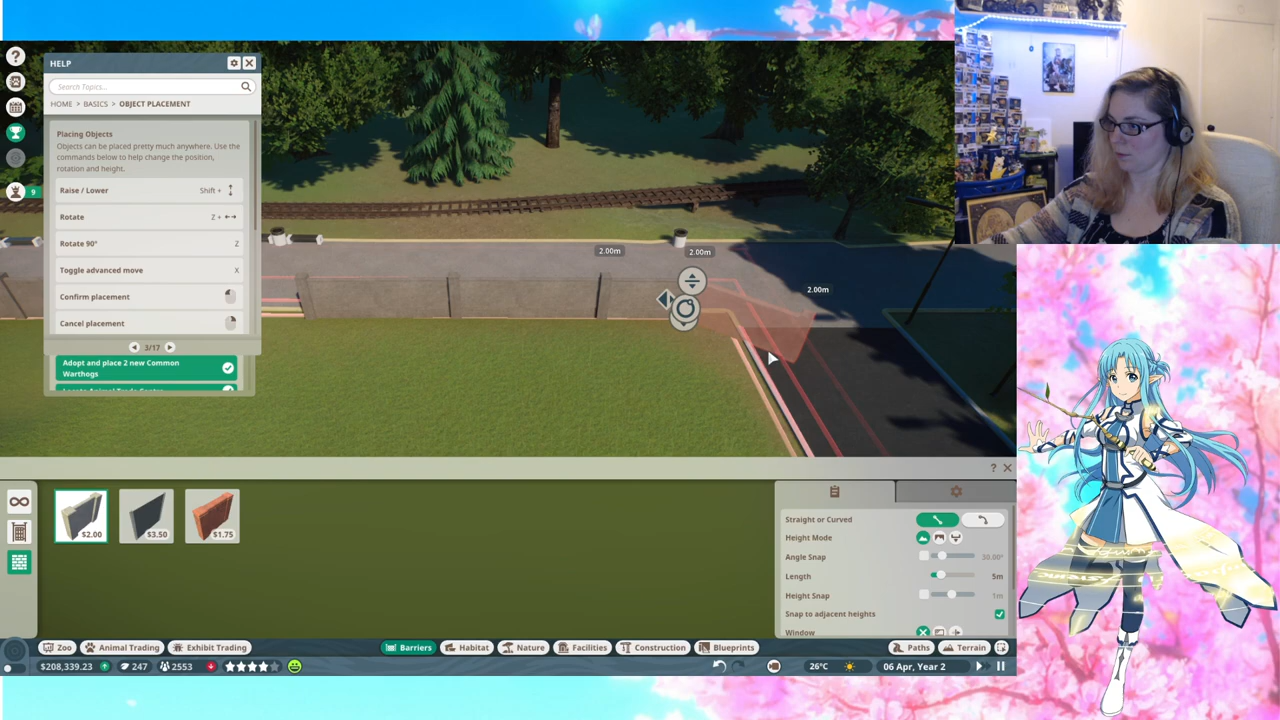 HELP
Search Topics...
HOME > BASICS > OBJECT PLACEMENT
Placing Objects
Objects can be placed pretty much anywhere. Use the
commands below to help change the position,
rotation and height.
Raise / Lower Shift +
Rotate Z +
Rotate 90° Z
Toggle advanced move X
Confirm placement
Cancel placement
3/17
Adopt and place 2 new Common
Warthogs
9
2.00m
2.00m
2.00m
?
$2.00
$3.50
$1.75
Straight or Curved
Height Mode
Angle Snap 30.00°
Length 5m
Height Snap 1m
Snap to adjacent heights
Window
Zoo
Animal Trading
Exhibit Trading
Barriers
Habitat
Nature
Facilities
Construction
Blueprints
Paths
Terrain
$208,339.23
247
2553
26°C
06 Apr, Year 2